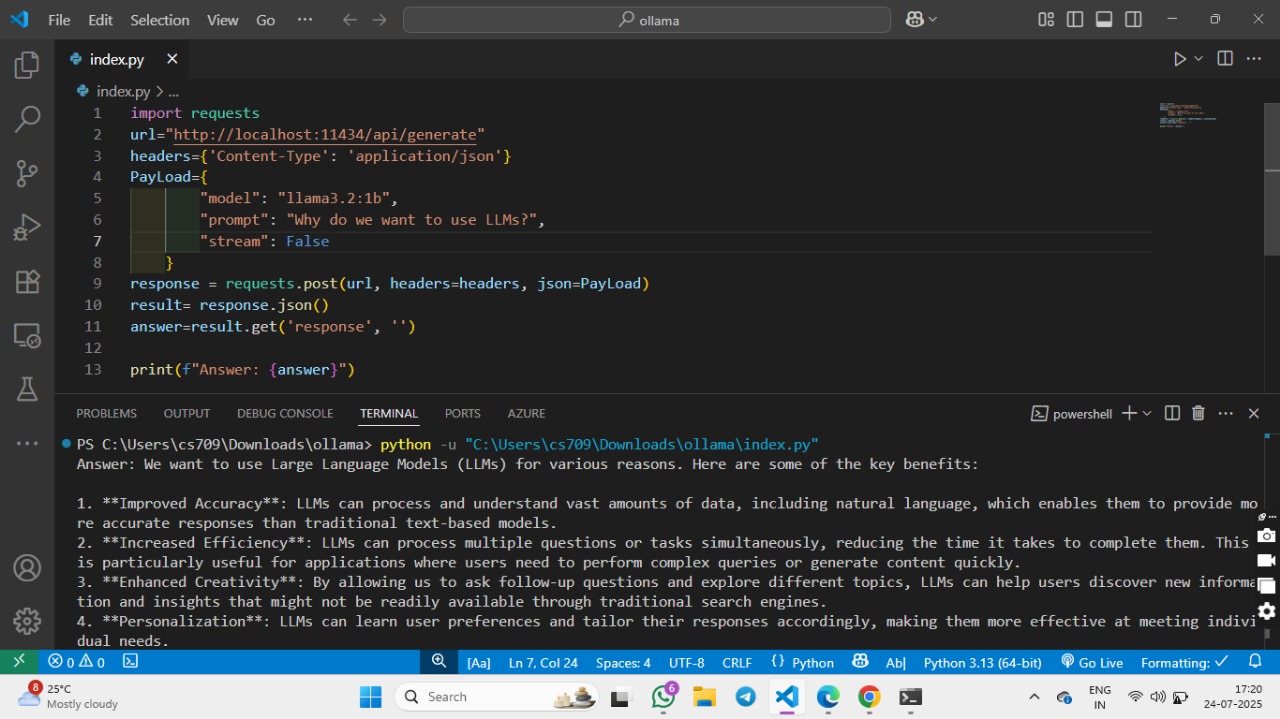 File Edit Selection View Go ··· ollama
index.py
index.py > ...
1 import requests
2 url="http://localhost:11434/api/generate"
3 headers={'Content-Type': 'application/json'}
4 PayLoad={
5 "model": "llama3.2:1b",
6 "prompt": "Why do we want to use LLMs?",
7 "stream": False
8 }
9 response = requests.post(url, headers=headers, json=PayLoad)
10 result= response.json()
11 answer=result.get('response', '')
12
13 print(f"Answer: {answer}")
PROBLEMS OUTPUT DEBUG CONSOLE TERMINAL PORTS AZURE powershell
PS C:\Users\cs709\Downloads\ollama> python -u "C:\Users\cs709\Downloads\ollama\index.py"
Answer: We want to use Large Language Models (LLMs) for various reasons. Here are some of the key benefits:
1. **Improved Accuracy**: LLMs can process and understand vast amounts of data, including natural language, which enables them to provide mo
re accurate responses than traditional text-based models.
2. **Increased Efficiency**: LLMs can process multiple questions or tasks simultaneously, reducing the time it takes to complete them. This
is particularly useful for applications where users need to perform complex queries or generate content quickly.
3. **Enhanced Creativity**: By allowing us to ask follow-up questions and explore different topics, LLMs can help users discover new informa
tion and insights that might not be readily available through traditional search engines.
4. **Personalization**: LLMs can learn user preferences and tailor their responses accordingly, making them more effective at meeting indivi
dual needs.
0 0 [Aa] Ln 7, Col 24 Spaces: 4 UTF-8 CRLF {} Python Ab| Python 3.13 (64-bit) Go Live Formatting: ✓
8 25°C
Mostly cloudy
Search
6
ENG
IN
17:20
24-07-2025